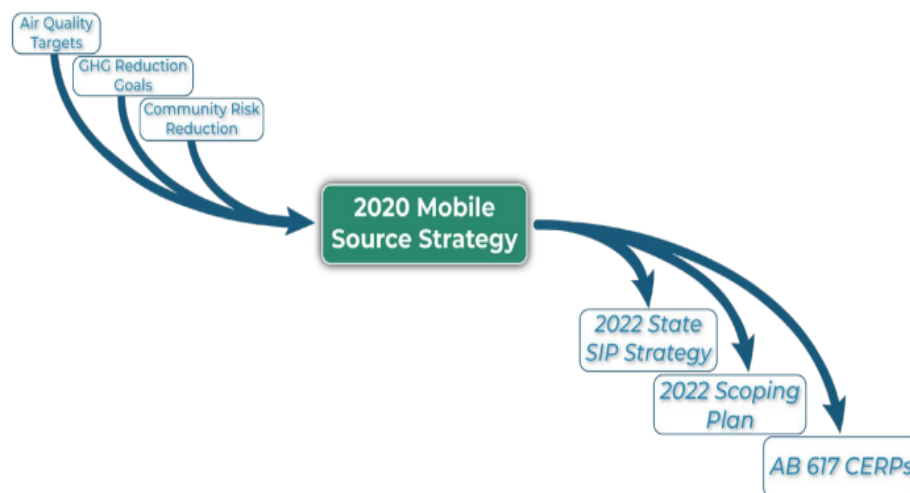 Air Quality
Targets
GHG Reduction
Goals
Community Risk
Reduction
2020 Mobile
Source Strategy
2022 State
SIP Strategy
2022 Scoping
Plan
AB 617 CERPs